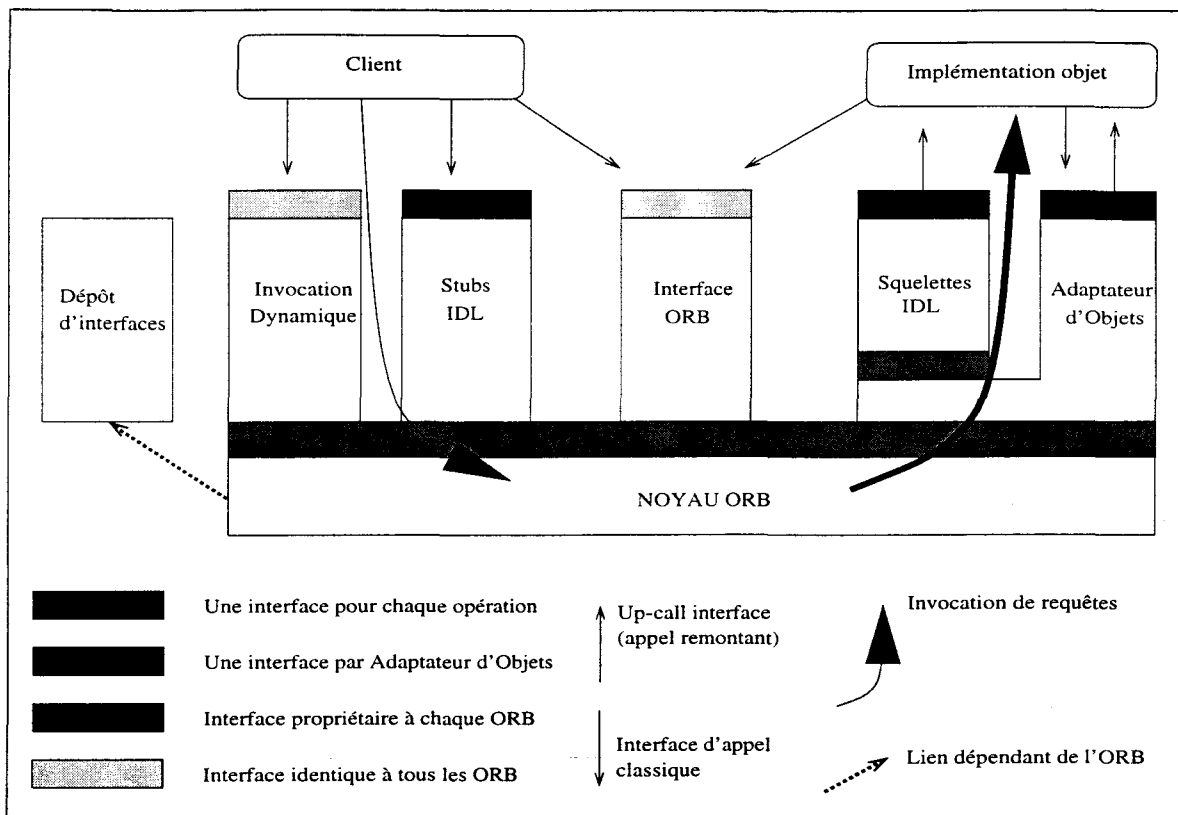 Client
Implémentation objet
Dépôt
d'interfaces
Invocation
Dynamique
Stubs
IDL
Interface
ORB
Squelettes
IDL
Adaptateur
d'Objets
NOYAU ORB
Une interface pour chaque opération
Une interface par Adaptateur d'Objets
Interface propriétaire à chaque ORB
Interface identique à tous les ORB
Up-call interface
(appel remontant)
Interface d'appel
classique
Invocation de requêtes
Lien dépendant de l'ORB